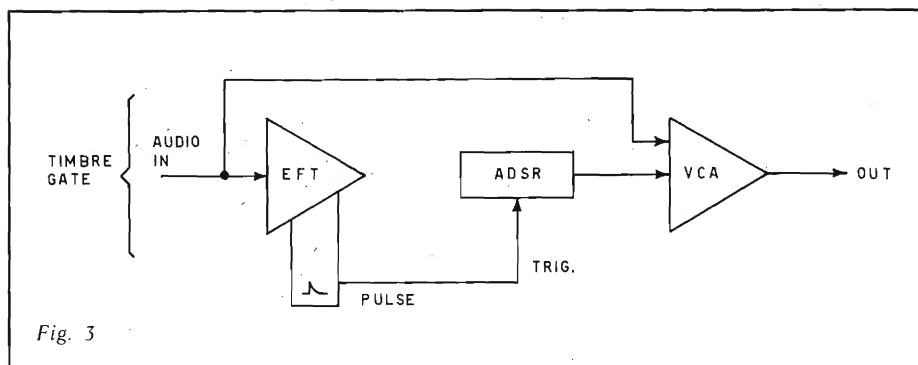 TIMBRE
GATE
AUDIO
IN
EFT
ADSR
VCA
OUT
TRIG.
PULSE
Fig. 3